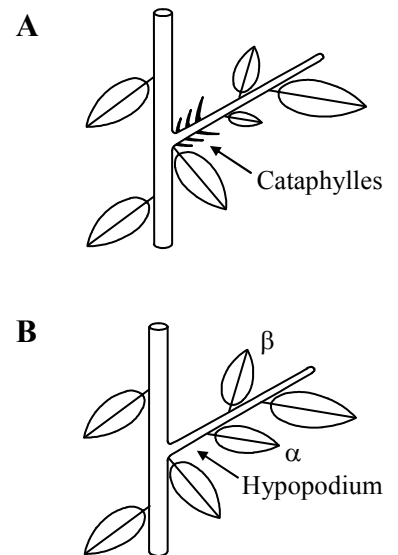 A
Cataphylles
B
β
α
Hypopodium